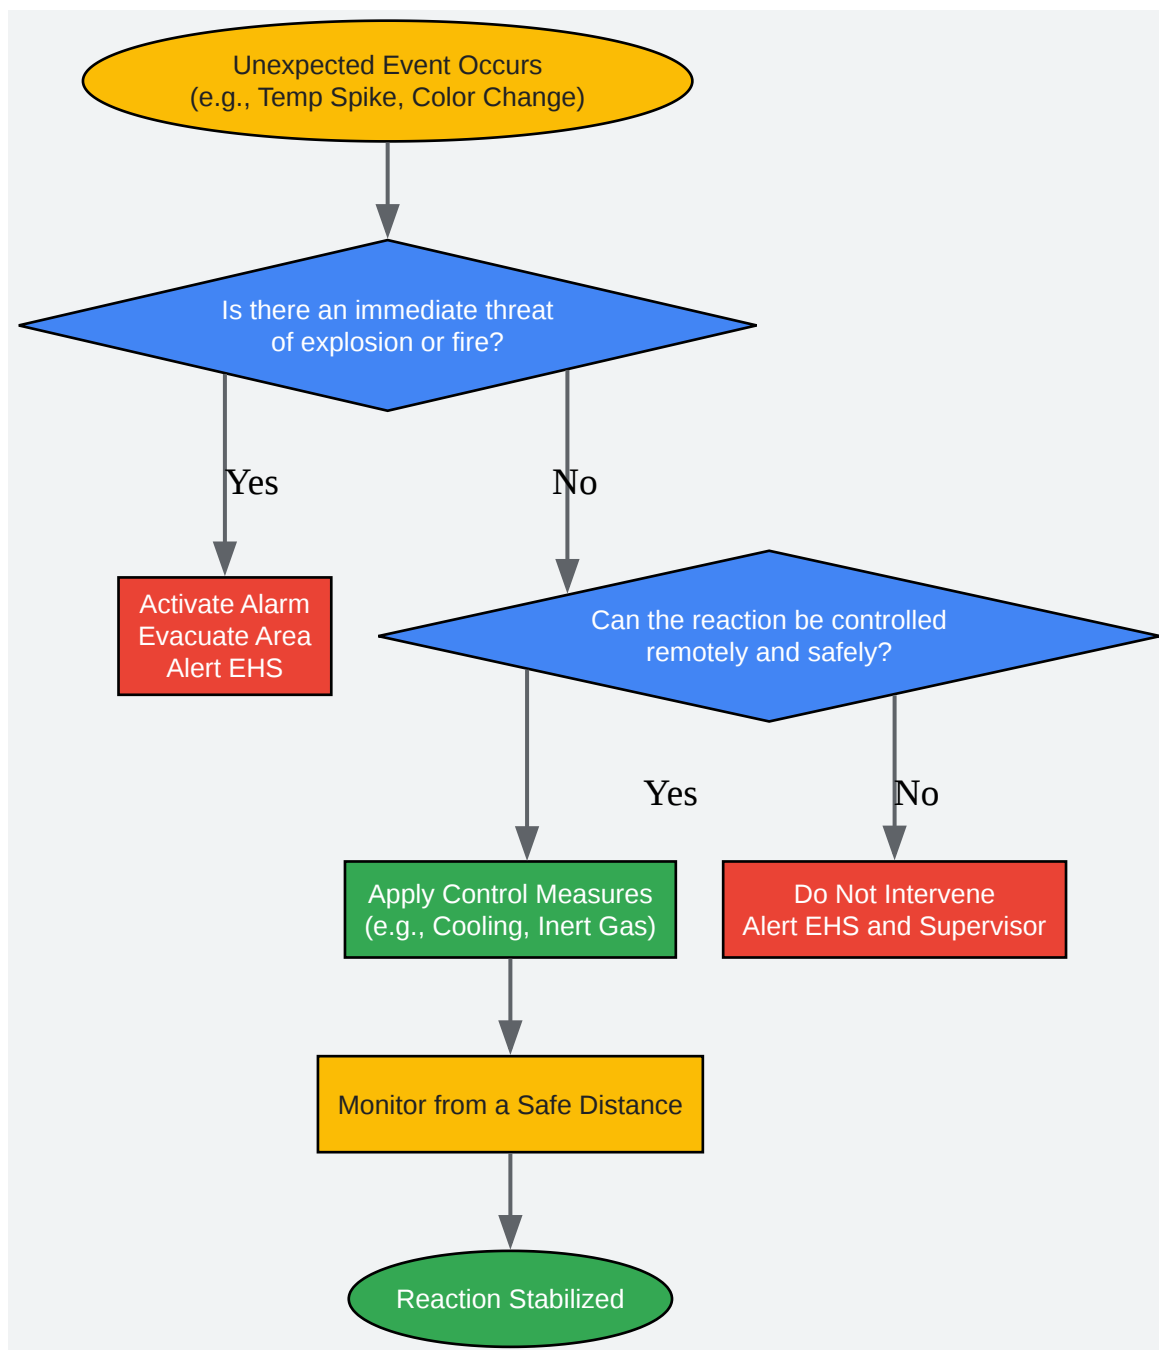 Unexpected Event Occurs
(e.g., Temp Spike, Color Change)
Is there an immediate threat
of explosion or fire?
Yes
No
Activate Alarm
Evacuate Area
Alert EHS
Can the reaction be controlled
remotely and safely?
Yes
No
Apply Control Measures
(e.g., Cooling, Inert Gas)
Do Not Intervene
Alert EHS and Supervisor
Monitor from a Safe Distance
Reaction Stabilized